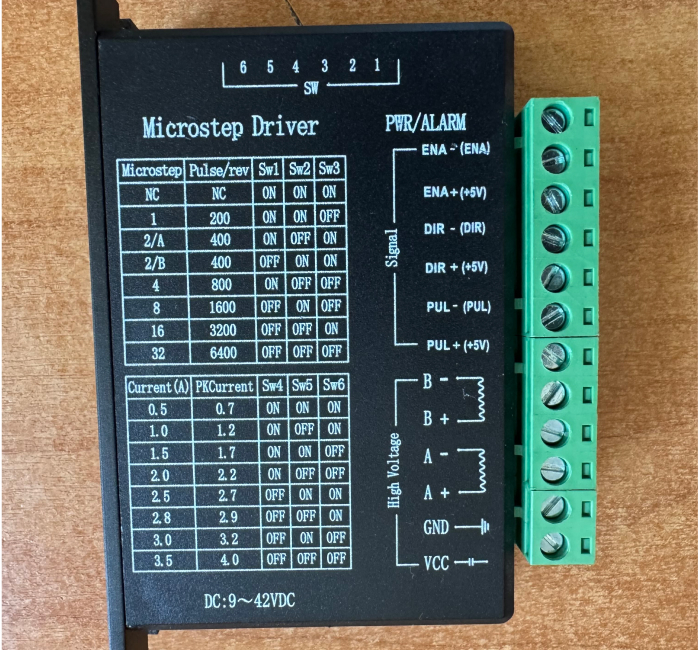 6 5 4 3 2 1
SW
Microstep Driver
Microstep Pulse/rev Sw1 Sw2 Sw3
NC NC ON ON ON
1 200 ON ON OFF
2/A 400 ON OFF ON
2/B 400 OFF ON ON
4 800 ON OFF OFF
8 1600 OFF ON OFF
16 3200 OFF OFF ON
32 6400 OFF OFF OFF
Current(A) PKCurrent Sw4 Sw5 Sw6
0.5 0.7 ON ON ON
1.0 1.2 ON OFF ON
1.5 1.7 ON ON OFF
2.0 2.2 ON OFF OFF
2.5 2.7 OFF ON ON
2.8 2.9 OFF OFF ON
3.0 3.2 OFF ON OFF
3.5 4.0 OFF OFF OFF
DC:9～42VDC
PWR/ALARM
Signal
ENA - (ENA)
ENA + (+5V)
DIR - (DIR)
DIR + (+5V)
PUL - (PUL)
PUL + (+5V)
High Voltage
B -
B +
A -
A +
GND
VCC